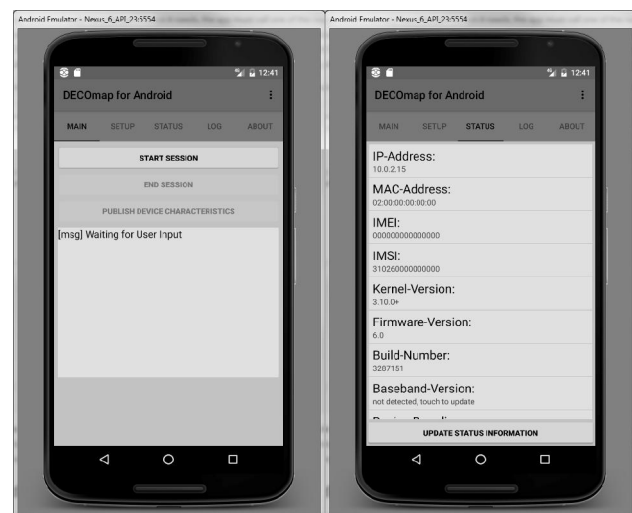 Android Emulator - Nexus_6_API_23:5554
12:41
DECOmap for Android
MAIN SETUP STATUS LOG ABOUT
START SESSION
END SESSION
PUBLISH DEVICE CHARACTERISTICS
[msg] Waiting for User Input
Android Emulator - Nexus_6_API_23:5554
12:41
DECOmap for Android
MAIN SETUP STATUS LOG ABOUT
IP-Address:
10.0.2.15
MAC-Address:
02:00:00:00:00:00
IMEI:
000000000000000
IMSI:
310260000000000
Kernel-Version:
3.10.0+
Firmware-Version:
6.0
Build-Number:
3207151
Baseband-Version:
not detected, touch to update
UPDATE STATUS INFORMATION